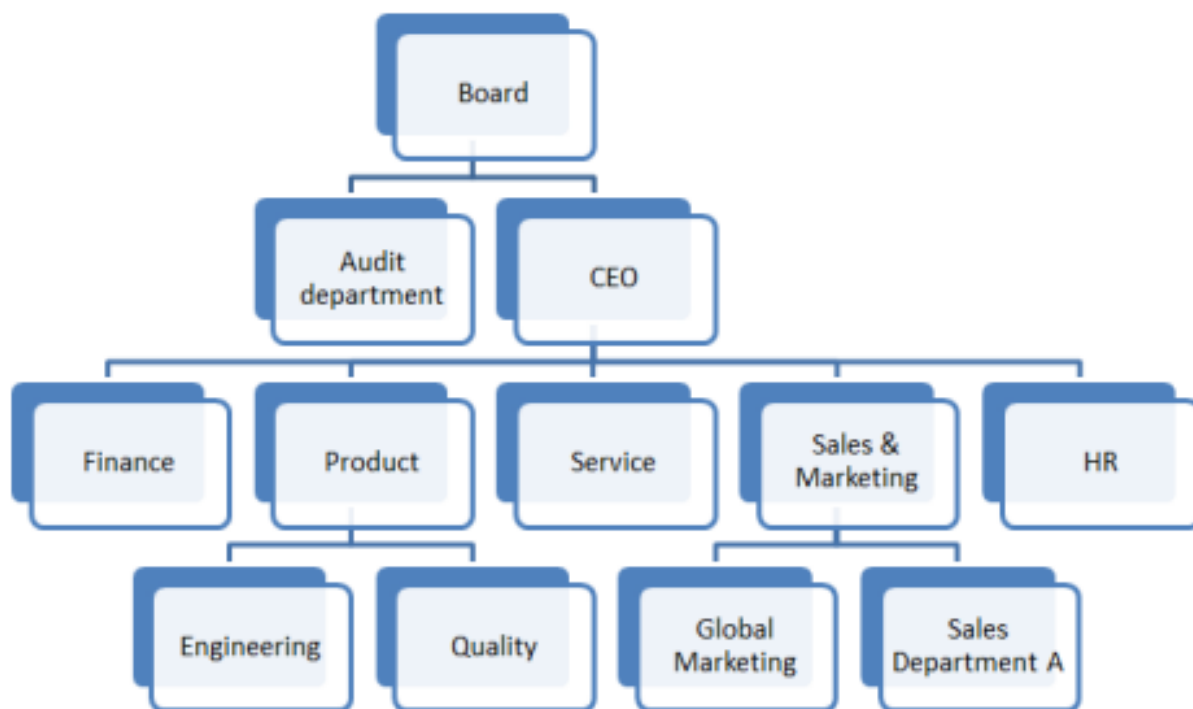 Board
Audit
department
CEO
Finance
Product
Service
Sales &
Marketing
HR
Engineering
Quality
Global
Marketing
Sales
Department A